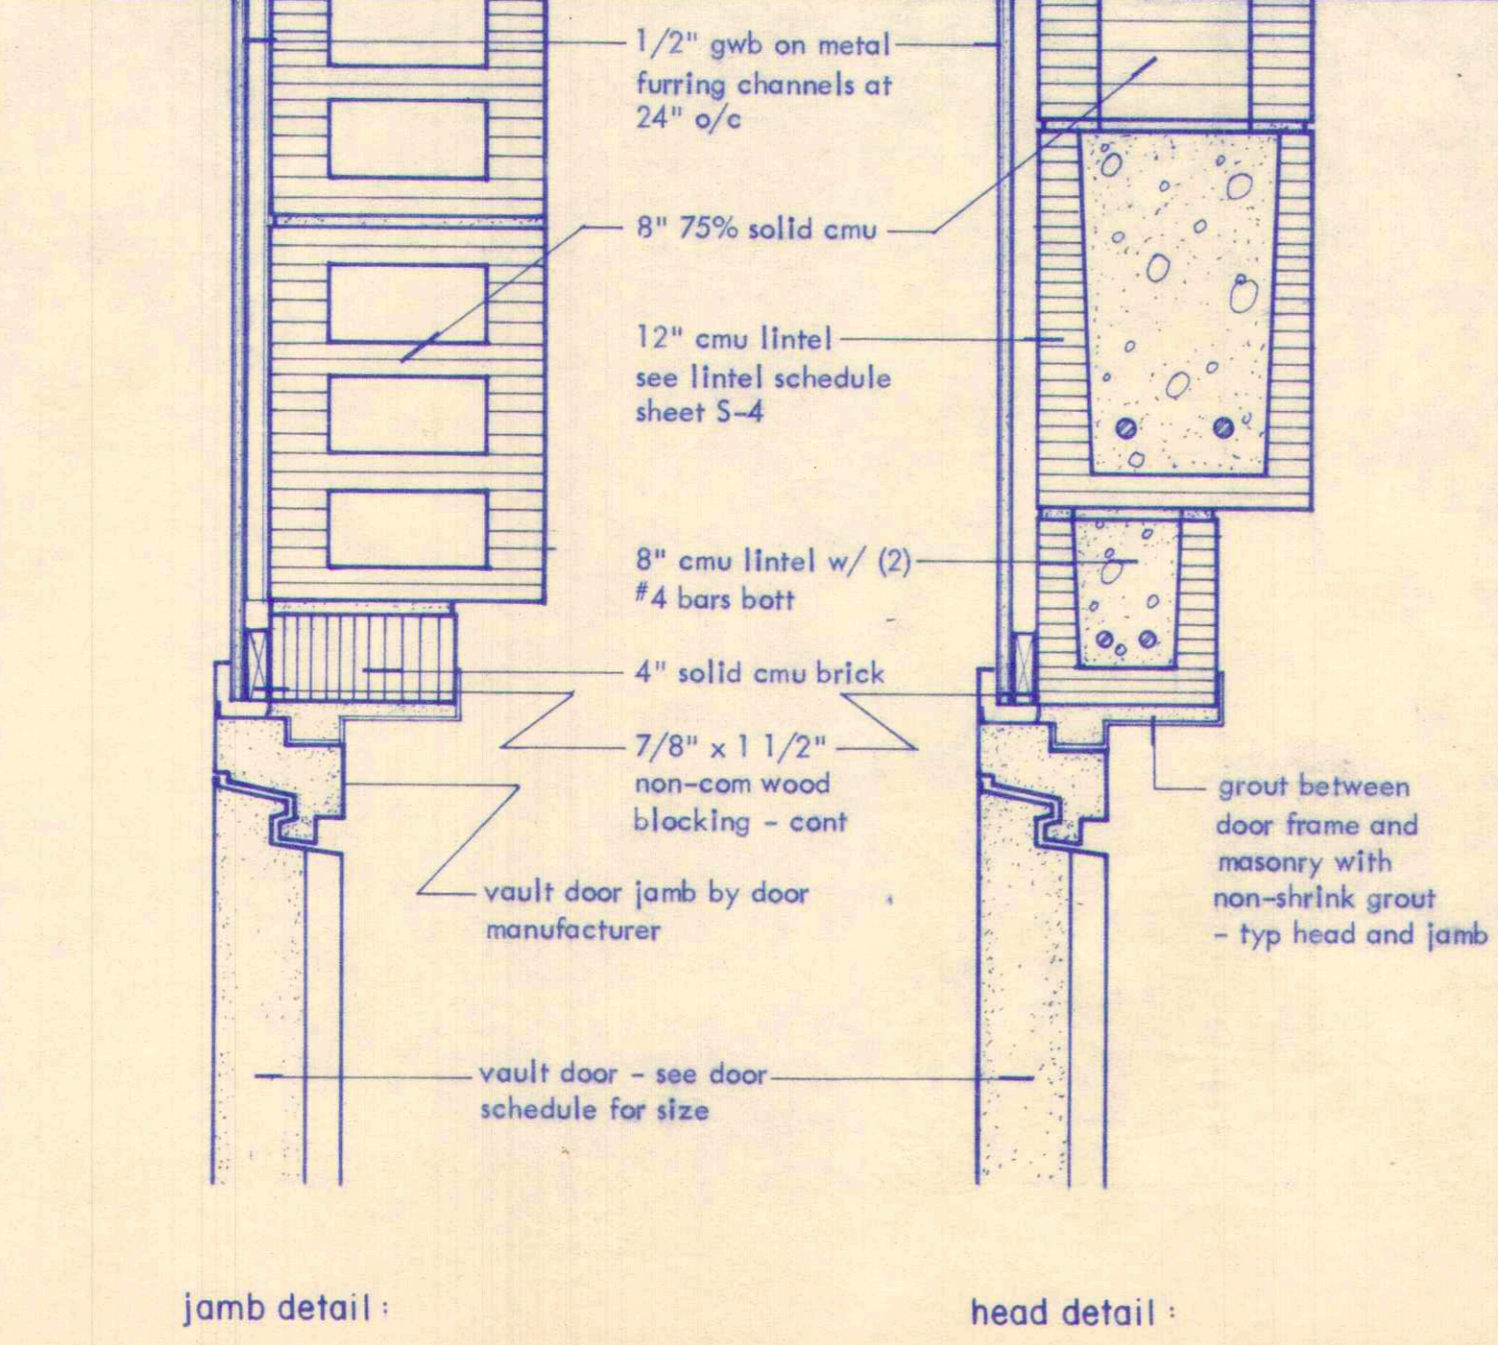 1/2" gwb on metal
furring channels at
24" o/c
8" 75% solid cmu
12" cmu lintel
see lintel schedule
sheet S-4
8" cmu lintel w/ (2)
#4 bars bott
4" solid cmu brick
7/8" x 1 1/2"
non-com wood
blocking - cont
grout between
door frame and
masonry with
non-shrink grout
- typ head and jamb
vault door jamb by door
manufacturer
vault door - see door
schedule for size
jamb detail :
head detail :